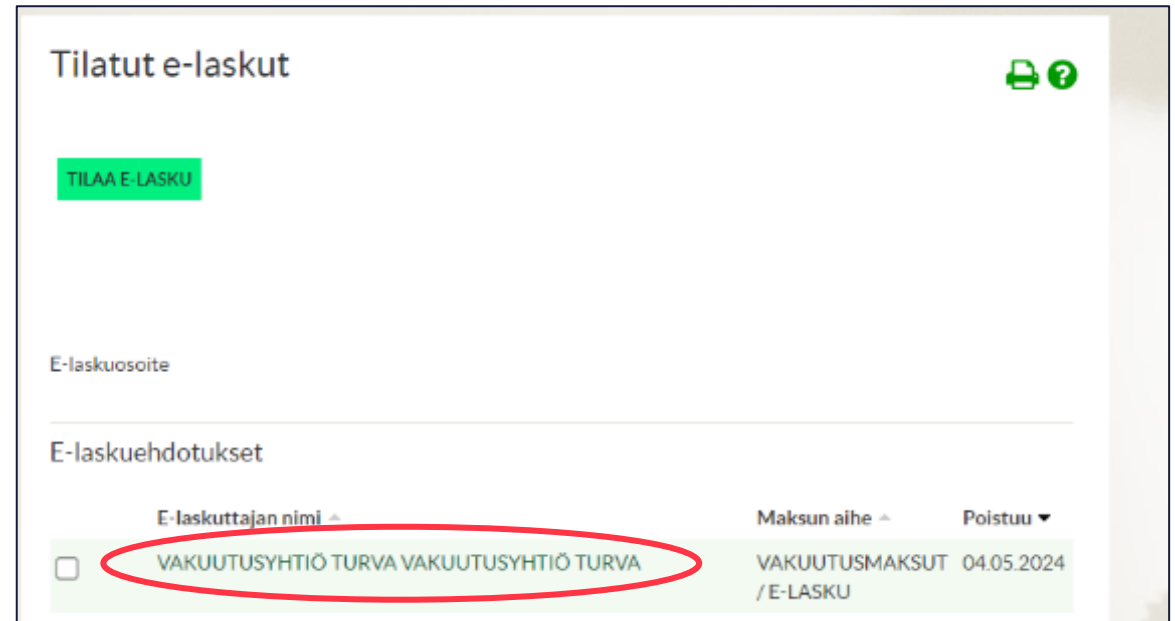 Tilatut e-laskut
TILAA E-LASKU
E-laskuosoite
E-laskuehdotukset
E-laskuttajan nimi Maksun aihe Poistuu
VAKUUTUSYHTIÖ TURVA VAKUUTUSYHTIÖ TURVA VAKUUTUSMAKSUT 04.05.2024
/ E-LASKU